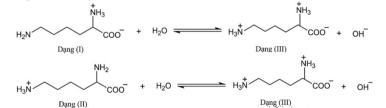 NH₃⁺ NH₃⁺
H₂N COO⁻ + H₂O ⇌ H₃N⁺ COO⁻ + OH⁻
Dạng (I) Dạng (III)
NH₂ NH₃⁺
H₃N⁺ COO⁻ + H₂O ⇌ H₃N⁺ COO⁻ + OH⁻
Dạng (II) Dạng (III)